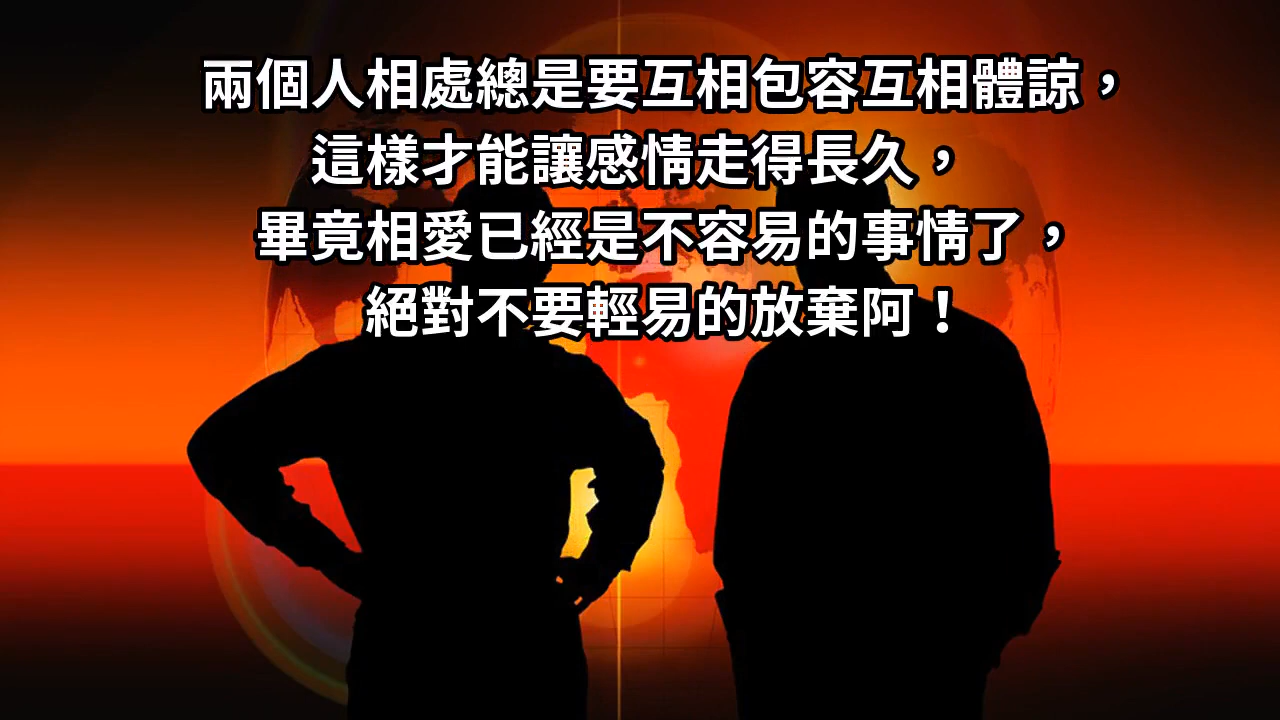 兩個人相處總是要互相包容互相體諒，
這樣才能讓感情走得長久，
畢竟相愛已經是不容易的事情了，
絕對不要輕易的放棄阿！